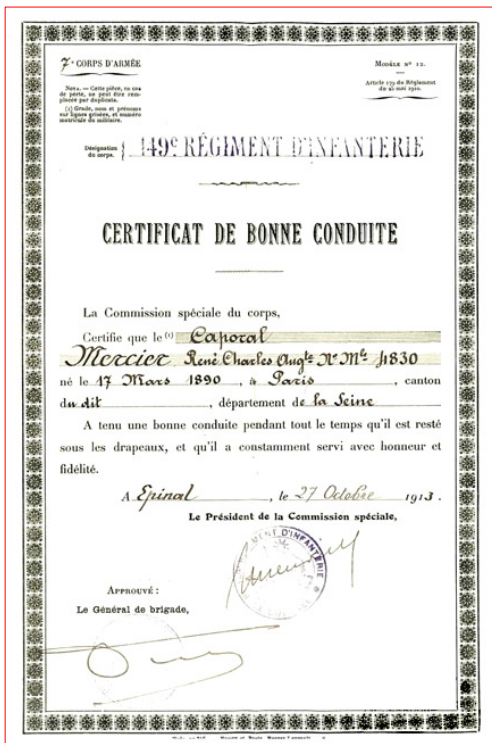 7e CORPS D'ARMÉE
NOTA. — Cette pièce, en cas
de perte, ne peut être rem-
placée par duplicata.
(1) Grade, nom et prénoms
sur lignes grisées, et numéro
matricule du militaire.
MODÈLE N° 12.
Article 179 du Règlement
du 25 mai 1910.
Désignation
du corps.
149e RÉGIMENT D'INFANTERIE
CERTIFICAT DE BONNE CONDUITE
La Commission spéciale du corps,
Certifie que le (1) Caporal
Mercier René Charles Augte No Mle 4830
né le 17 Mars 1890, à Paris, canton
du dit, département de la Seine
A tenu une bonne conduite pendant tout le temps qu'il est resté
sous les drapeaux, et qu'il a constamment servi avec honneur et
fidélité.
A Epinal, le 27 Octobre 1913.
Le Président de la Commission spéciale,
D'INFANTERIE
APPROUVÉ :
Le Général de brigade,